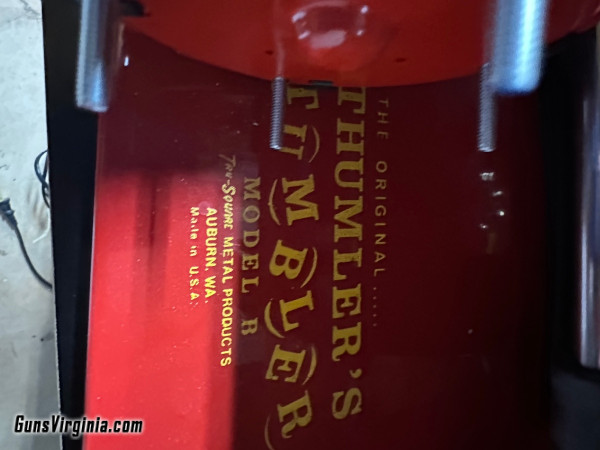 THE ORIGINAL.....
THUMLER'S
TUMBLER
MODEL B
TRU-SQUARE METAL PRODUCTS
AUBURN, WA.
Made in U.S.A.
GunsVirginia.com